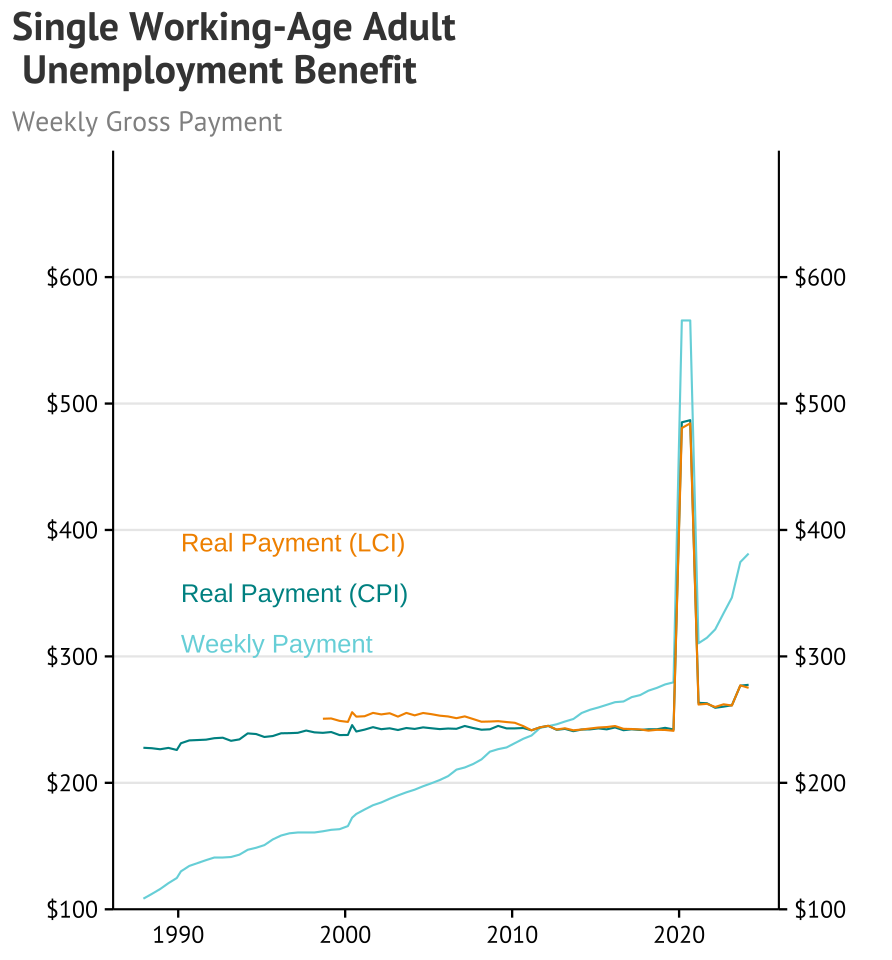 Single Working-Age Adult
Unemployment Benefit
Weekly Gross Payment
$600 $600
$500 $500
$400 $400
Real Payment (LCI)
Real Payment (CPI)
Weekly Payment
$300 $300
$200 $200
$100 $100
1990 2000 2010 2020